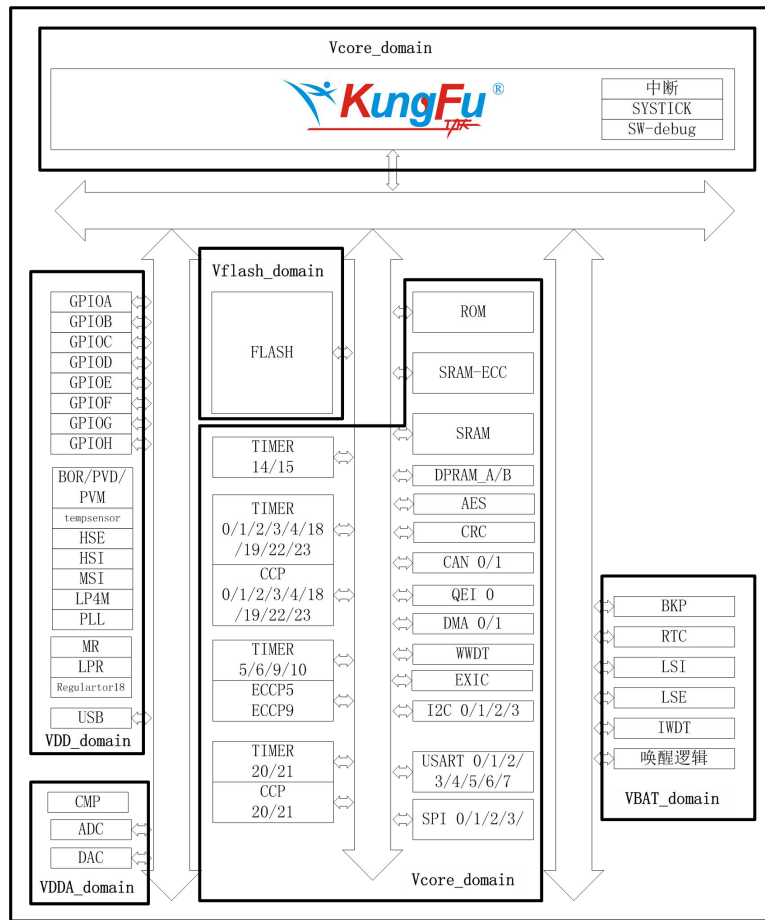 Vcore_domain
KungFu®
中断
SYSTICK
SW-debug
Vflash_domain
FLASH
GPIOA
GPIOB
GPIOC
GPIOD
GPIOE
GPIOF
GPIOG
GPIOH
BOR/PVD/
PVM
tempsensor
HSE
HSI
MSI
LP4M
PLL
MR
LPR
Regulartor18
USB
VDD_domain
CMP
ADC
DAC
VDDA_domain
TIMER
14/15
TIMER
0/1/2/3/4/18
/19/22/23
CCP
0/1/2/3/4/18
/19/22/23
TIMER
5/6/9/10
ECCP5
ECCP9
TIMER
20/21
CCP
20/21
ROM
SRAM-ECC
SRAM
DPRAM_A/B
AES
CRC
CAN 0/1
QEI 0
DMA 0/1
WWDT
EXIC
I2C 0/1/2/3
USART 0/1/2/
3/4/5/6/7
SPI 0/1/2/3/
Vcore_domain
BKP
RTC
LSI
LSE
IWDT
唤醒逻辑
VBAT_domain